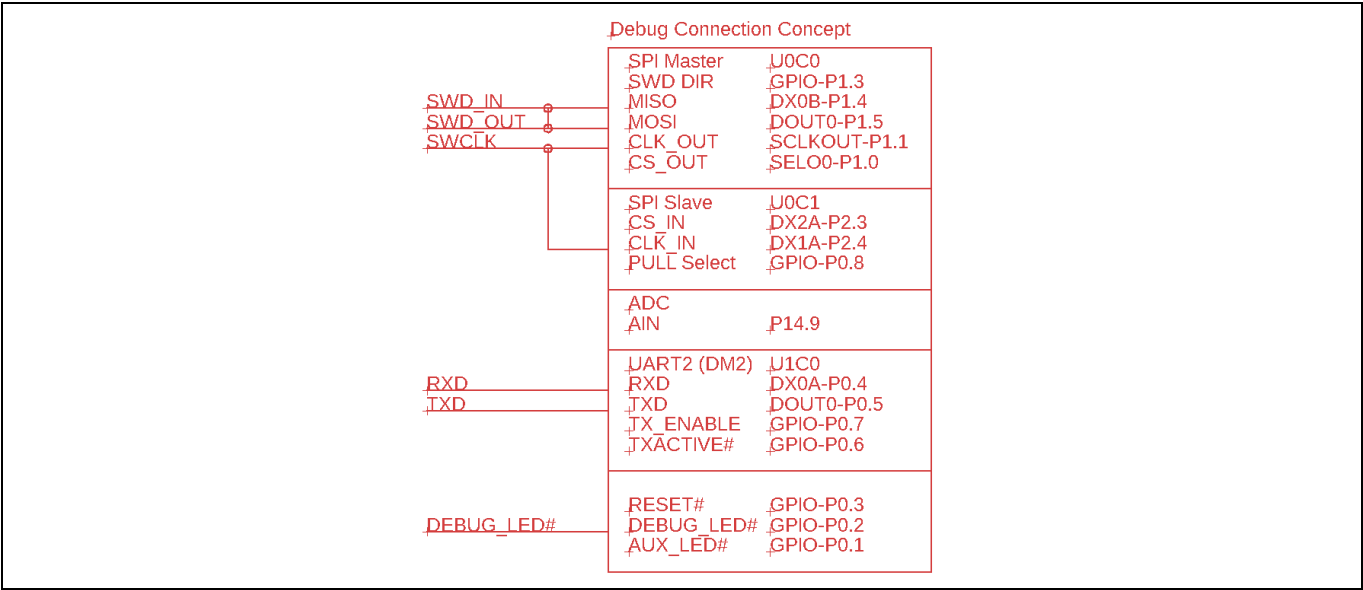 Debug Connection Concept
SPI Master U0C0
SWD DIR GPIO-P1.3
SWD_IN MISO DX0B-P1.4
SWD_OUT MOSI DOUT0-P1.5
SWCLK CLK_OUT SCLKOUT-P1.1
CS_OUT SELO0-P1.0
SPI Slave U0C1
CS_IN DX2A-P2.3
CLK_IN DX1A-P2.4
PULL Select GPIO-P0.8
ADC
AIN P14.9
UART2 (DM2) U1C0
RXD RXD DX0A-P0.4
TXD TXD DOUT0-P0.5
TX_ENABLE GPIO-P0.7
TXACTIVE# GPIO-P0.6
RESET# GPIO-P0.3
DEBUG_LED# DEBUG_LED# GPIO-P0.2
AUX_LED# GPIO-P0.1